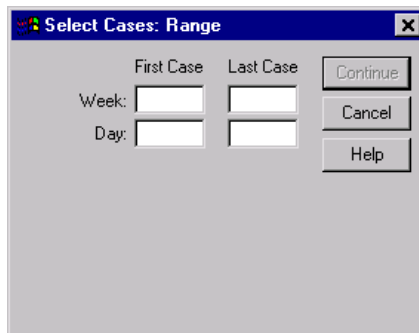 Select Cases: Range
First Case Last Case
Continue
Week:
Cancel
Day:
Help